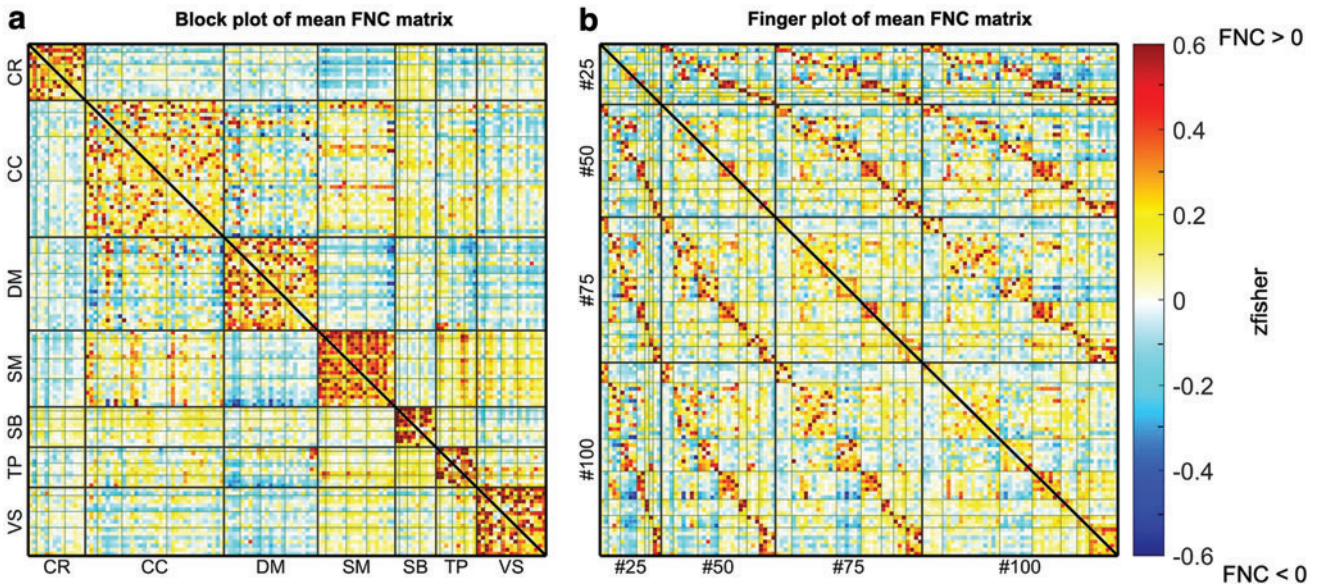 a
Block plot of mean FNC matrix
CR
CC
DM
SM
SB
TP
VS
CR CC DM SM SB TP VS
b
Finger plot of mean FNC matrix
#25
#50
#75
#100
#25 #50 #75 #100
FNC > 0
0.6
0.4
0.2
0
-0.2
-0.4
-0.6
zfisher
FNC < 0